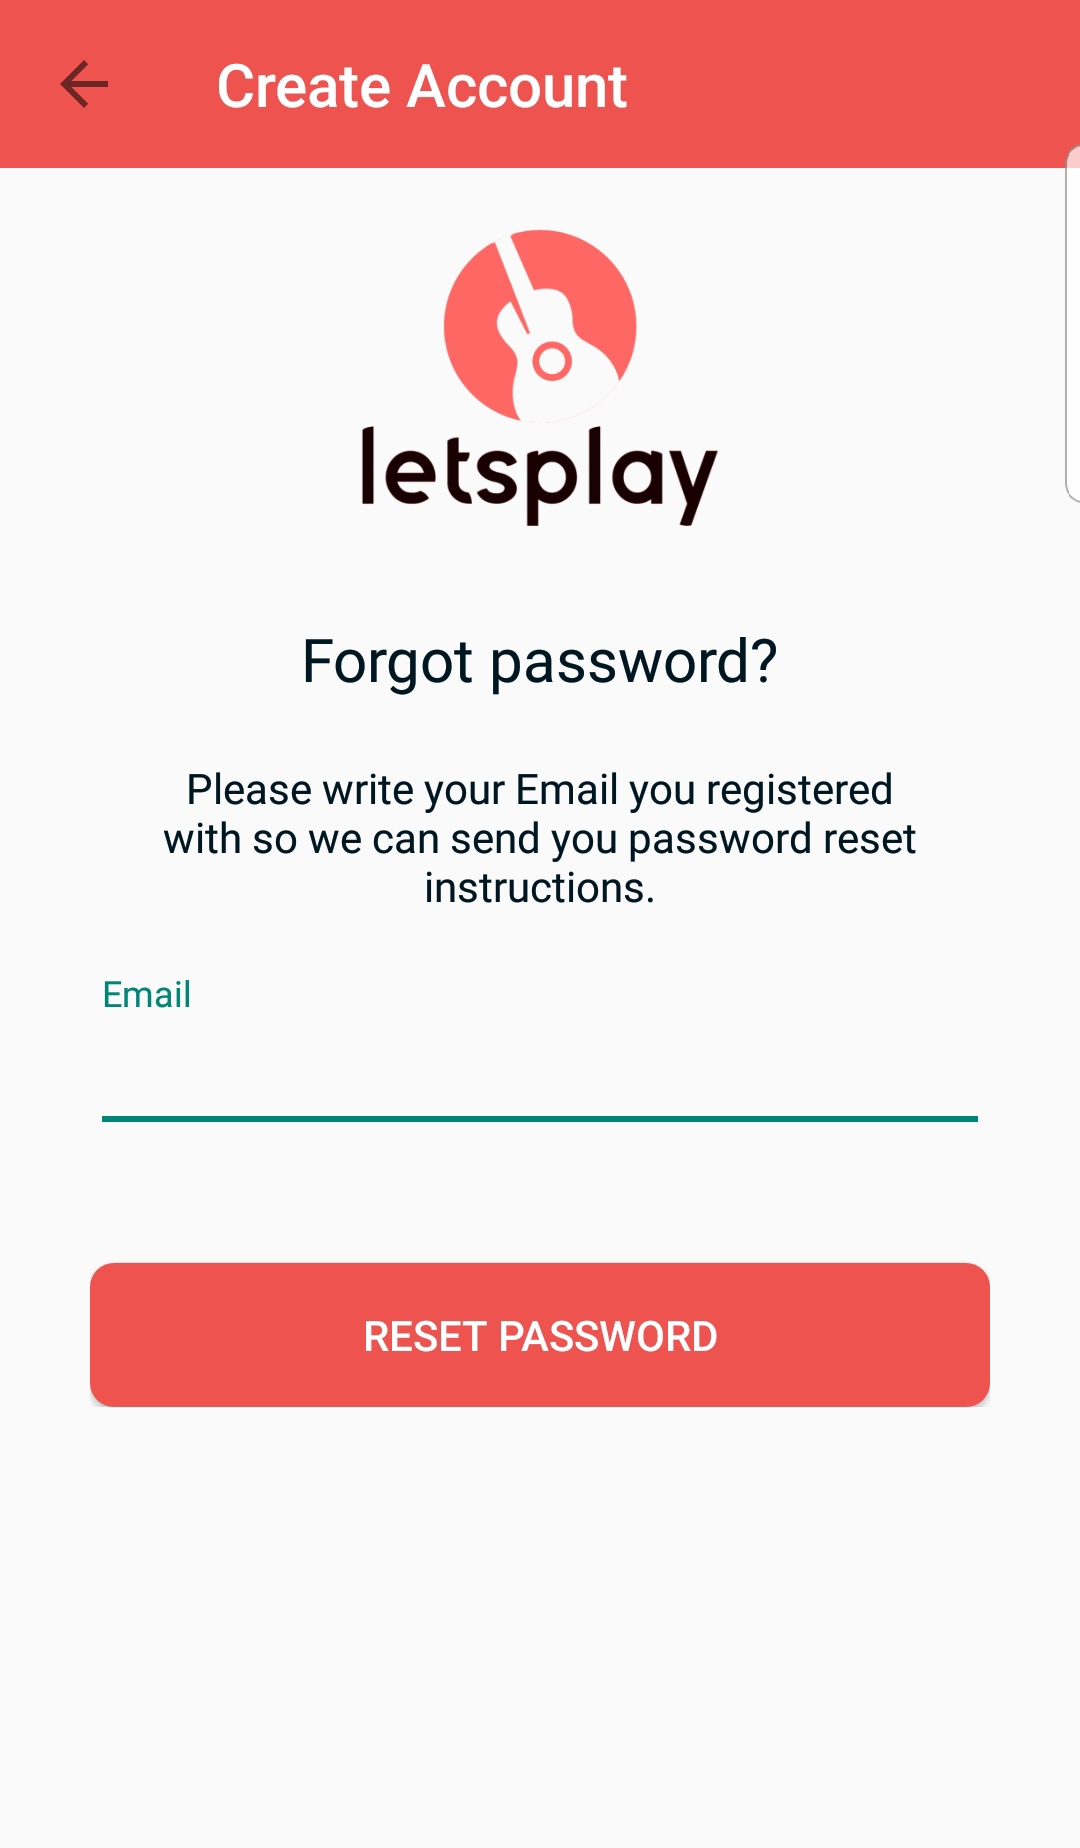 Create Account
letsplay
Forgot password?
Please write your Email you registered
with so we can send you password reset
instructions.
Email
RESET PASSWORD